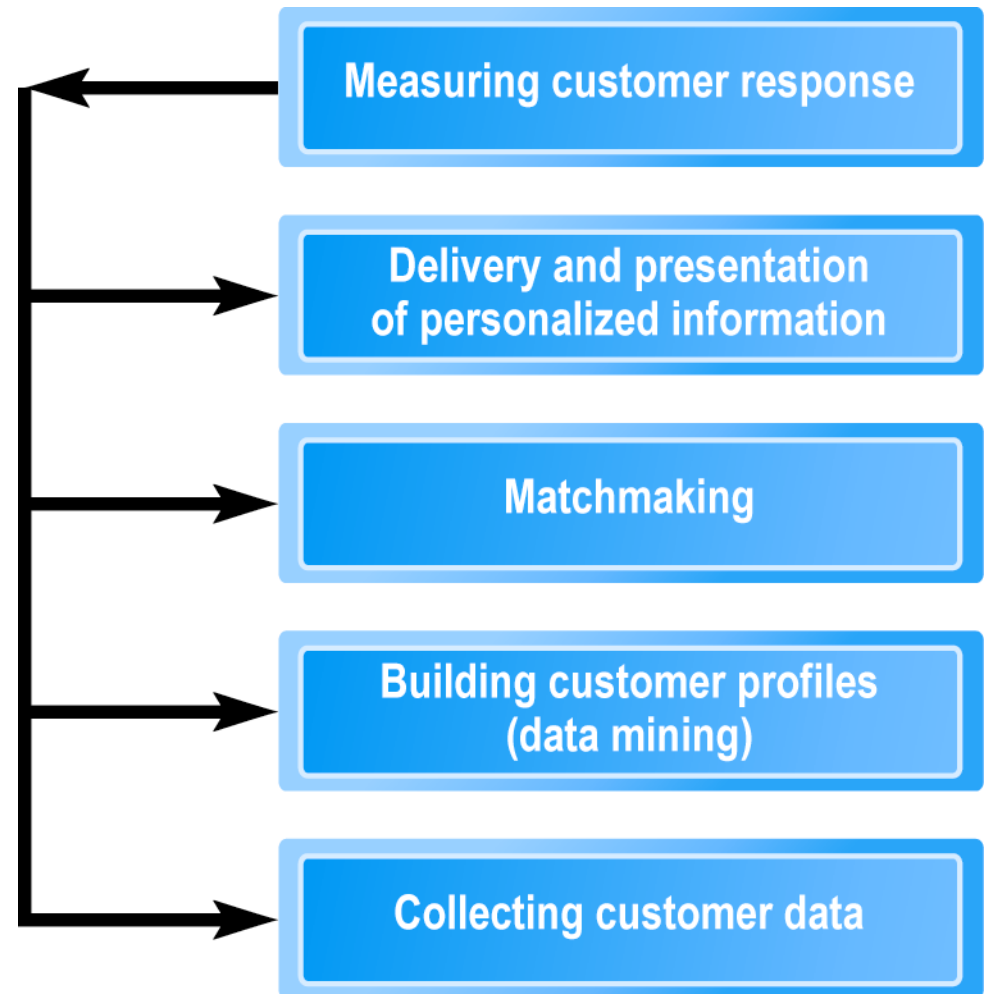 Measuring customer response
Delivery and presentation
of personalized information
Matchmaking
Building customer profiles
(data mining)
Collecting customer data